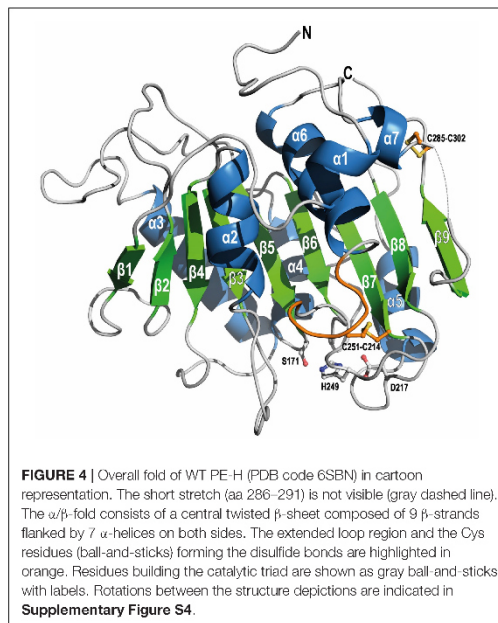 N
C
α6
α7
C285-C302
α1
α3
α2
β4
β5
β6
β8
β9
β1
β2
β3
α4
β7
α5
C251-C214
S171
H249
D217
FIGURE 4 | Overall fold of WT PE-H (PDB code 6SBN) in cartoon
representation. The short stretch (aa 286–291) is not visible (gray dashed line).
The α/β-fold consists of a central twisted β-sheet composed of 9 β-strands
flanked by 7 α-helices on both sides. The extended loop region and the Cys
residues (ball-and-sticks) forming the disulfide bonds are highlighted in
orange. Residues building the catalytic triad are shown as gray ball-and-sticks
with labels. Rotations between the structure depictions are indicated in
Supplementary Figure S4.